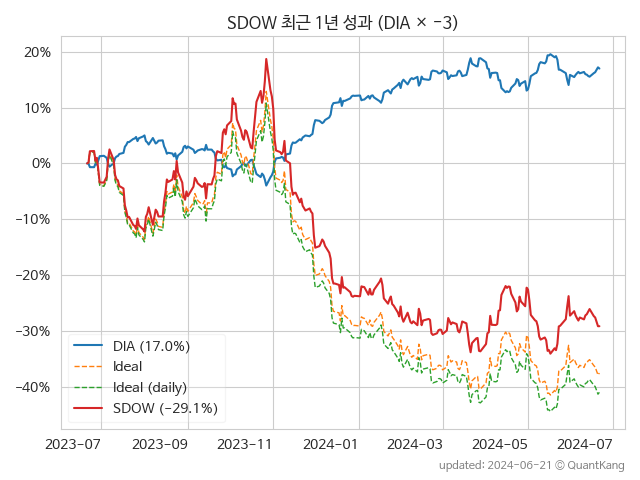 SDOW 최근 1년 성과 (DIA × -3)
20%
10%
0%
-10%
-20%
-30%
-40%
DIA (17.0%)
Ideal
Ideal (daily)
SDOW (-29.1%)
2023-07 2023-09 2023-11 2024-01 2024-03 2024-05 2024-07
updated: 2024-06-21 © QuantKang